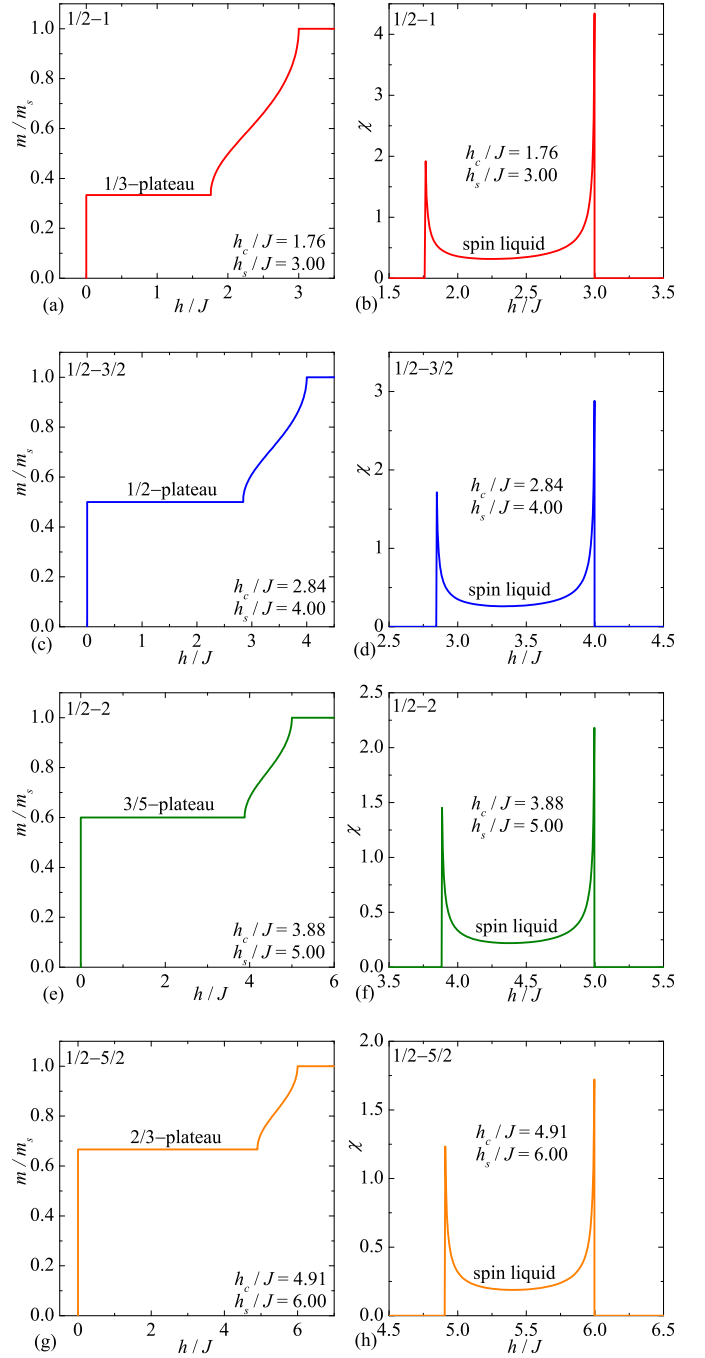 1/2−1
m / m_s
1.0
0.8
0.6
0.4
0.2
0.0
1/3−plateau
h_c / J = 1.76
h_s / J = 3.00
0 1 2 3
(a)
h / J
1/2−1
χ
4
3
2
1
0
h_c / J = 1.76
h_s / J = 3.00
spin liquid
1.5 2.0 2.5 3.0 3.5
(b)
h / J
1/2−3/2
m / m_s
1.0
0.8
0.6
0.4
0.2
0.0
1/2−plateau
h_c / J = 2.84
h_s / J = 4.00
0 1 2 3 4
(c)
h / J
1/2−3/2
χ
3
2
1
0
h_c / J = 2.84
h_s / J = 4.00
spin liquid
2.5 3.0 3.5 4.0 4.5
(d)
h / J
1/2−2
m / m_s
1.0
0.8
0.6
0.4
0.2
0.0
3/5−plateau
h_c / J = 3.88
h_s / J = 5.00
0 2 4 6
(e)
h / J
1/2−2
χ
2.5
2.0
1.5
1.0
0.5
0.0
h_c / J = 3.88
h_s / J = 5.00
spin liquid
3.5 4.0 4.5 5.0 5.5
(f)
h / J
1/2−5/2
m / m_s
1.0
0.8
0.6
0.4
0.2
0.0
2/3−plateau
h_c / J = 4.91
h_s / J = 6.00
0 2 4 6
(g)
h / J
1/2−5/2
χ
2.0
1.5
1.0
0.5
0.0
h_c / J = 4.91
h_s / J = 6.00
spin liquid
4.5 5.0 5.5 6.0 6.5
(h)
h / J